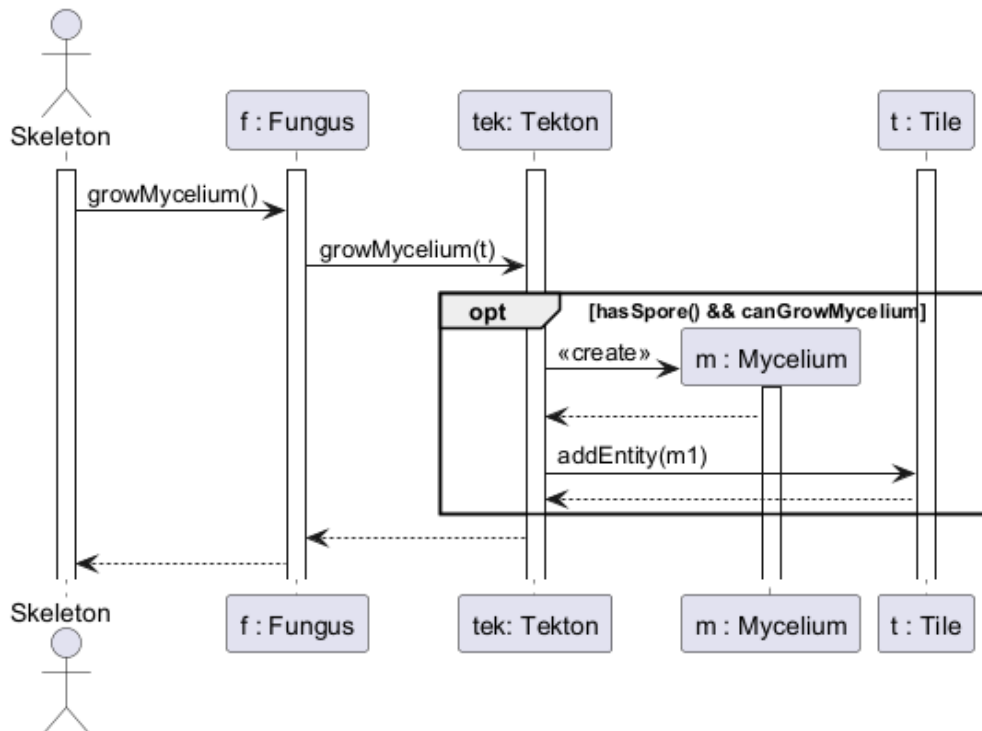 Skeleton
f : Fungus
tek: Tekton
t : Tile
growMycelium()
growMycelium(t)
opt
[hasSpore() && canGrowMycelium]
«create»
m : Mycelium
addEntity(m1)
Skeleton
f : Fungus
tek: Tekton
m : Mycelium
t : Tile